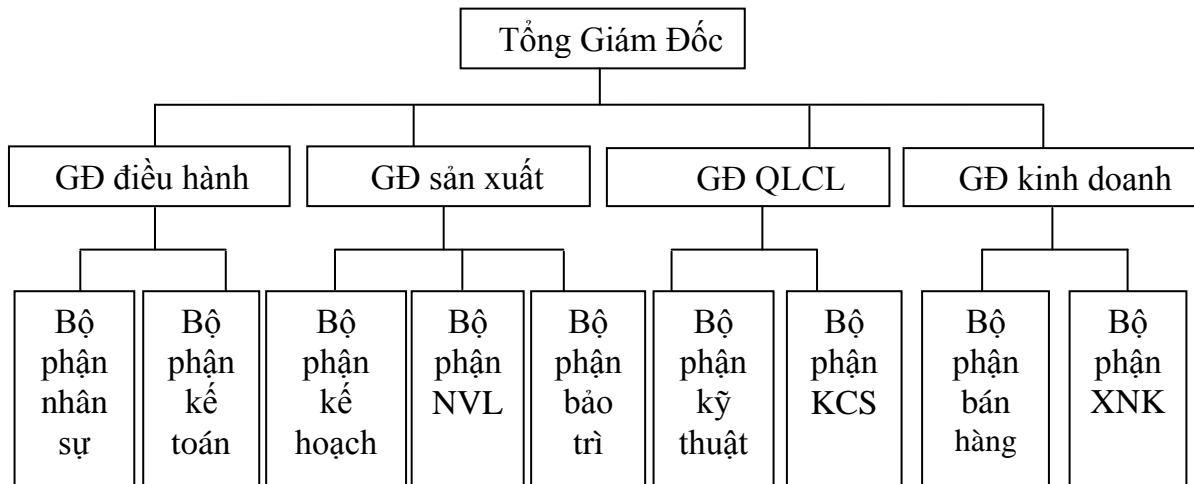 Tổng Giám Đốc
GĐ điều hành
GĐ sản xuất
GĐ QLCL
GĐ kinh doanh
Bộ
phận
nhân
sự
Bộ
phận
kế
toán
Bộ
phận
kế
hoạch
Bộ
phận
NVL
Bộ
phận
bảo
trì
Bộ
phận
kỹ
thuật
Bộ
phận
KCS
Bộ
phận
bán
hàng
Bộ
phận
XNK